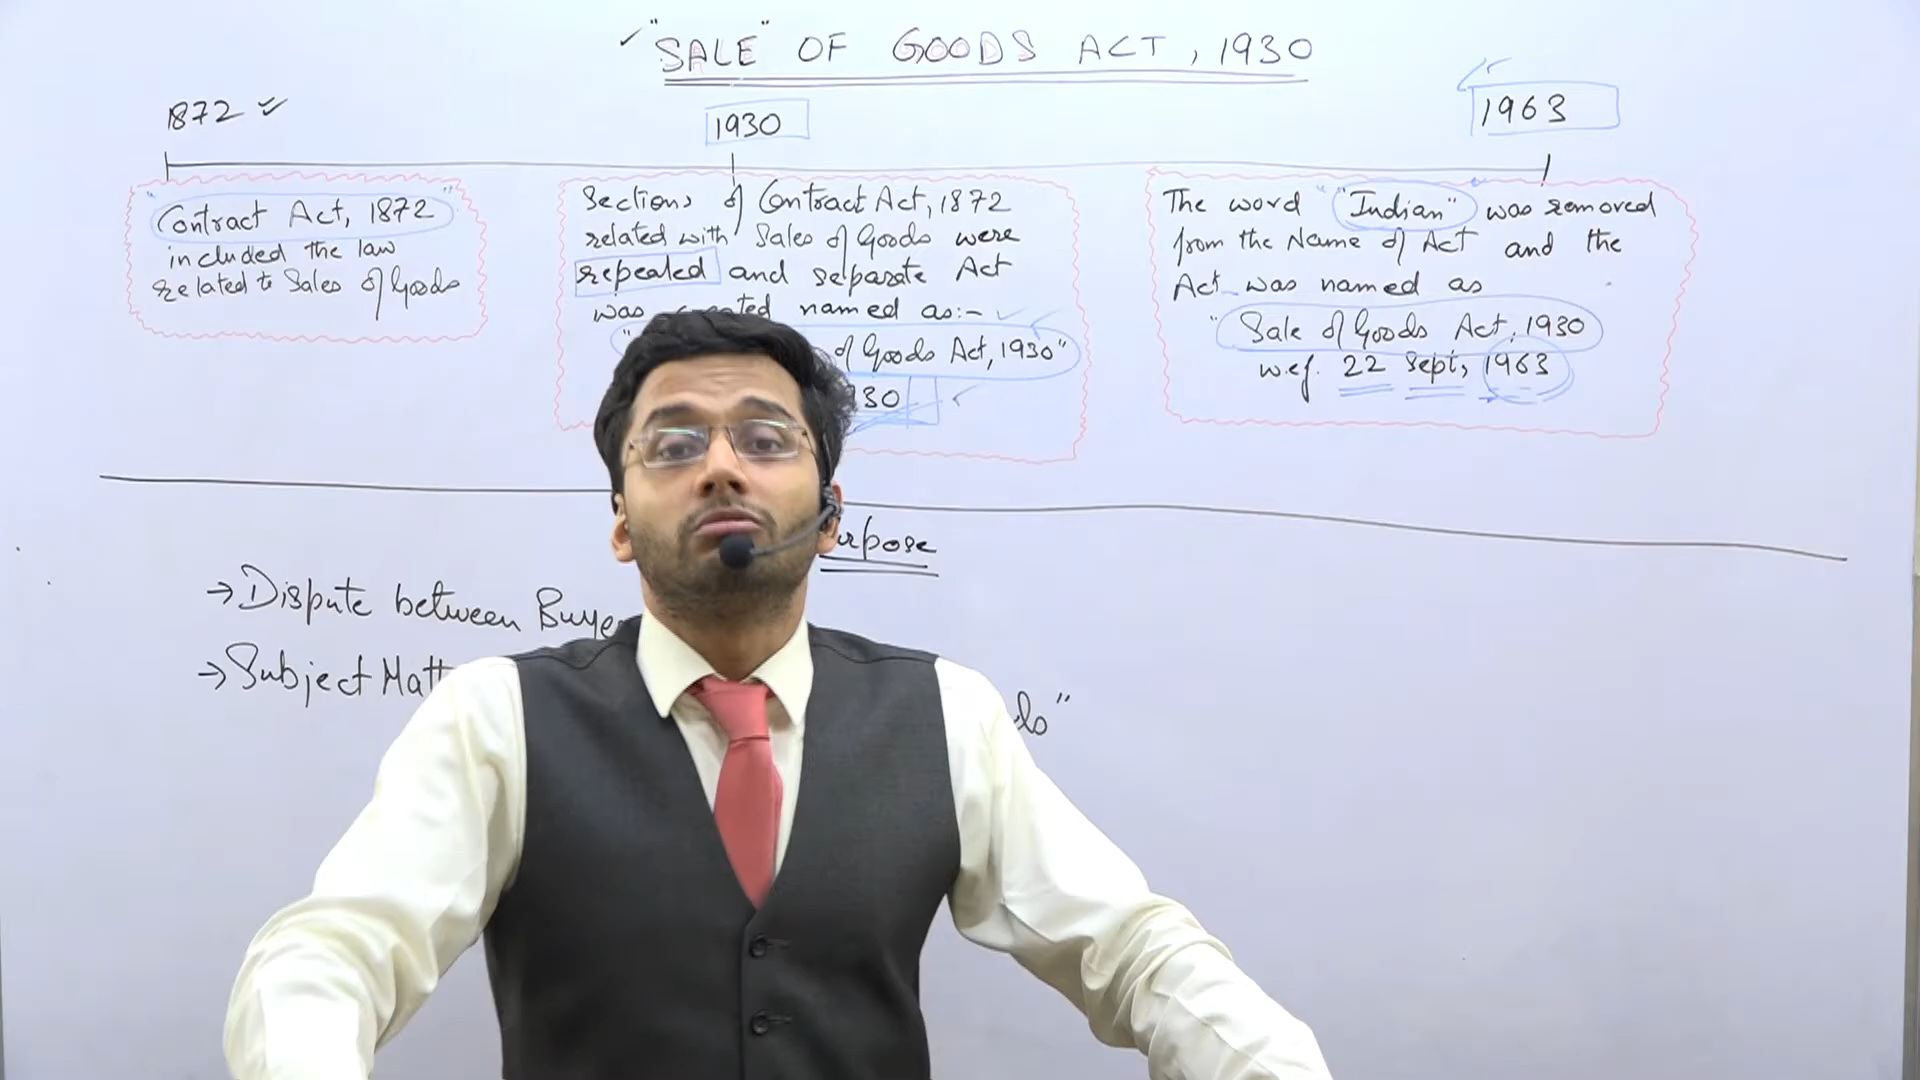 "SALE" OF GOODS ACT, 1930
1872
1930
1963
"Contract Act, 1872"
included the law
related to Sales of Goods
Sections of Contract Act, 1872
related with Sales of Goods were
repealed and separate Act
was named as:-
of Goods Act, 1930"
30
The word "Indian" was removed
from the Name of Act and the
Act was named as
"Sale of Goods Act, 1930
w.e.f. 22 Sept, 1963
→ Dispute between
→ Subject